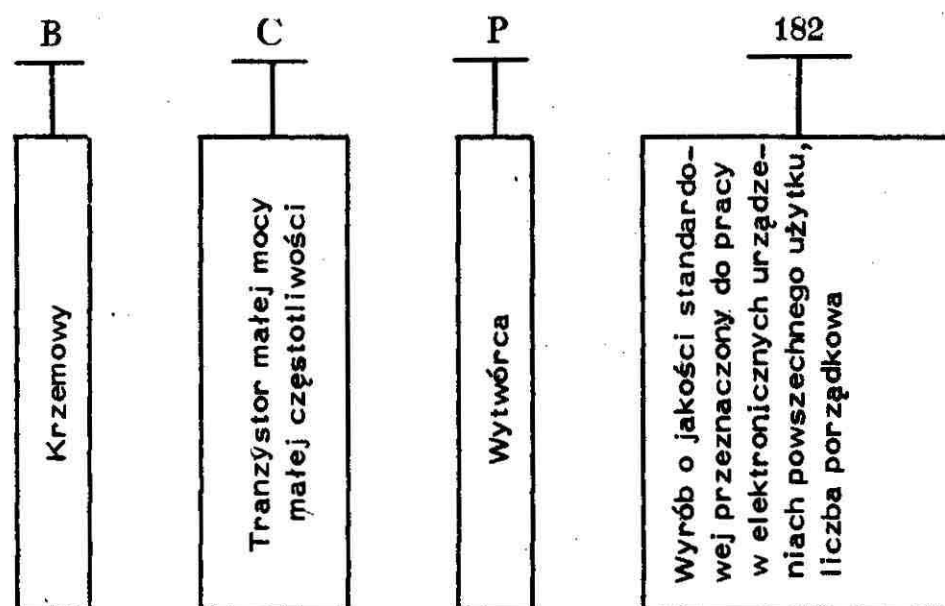 B
C
P
182
Krzemowy
Tranzystor małej mocy
małej częstotliwości
Wytwórca
Wyrób o jakości standardo-
wej przeznaczony do pracy
w elektronicznych urządze-
niach powszechnego użytku,
liczba porządkowa